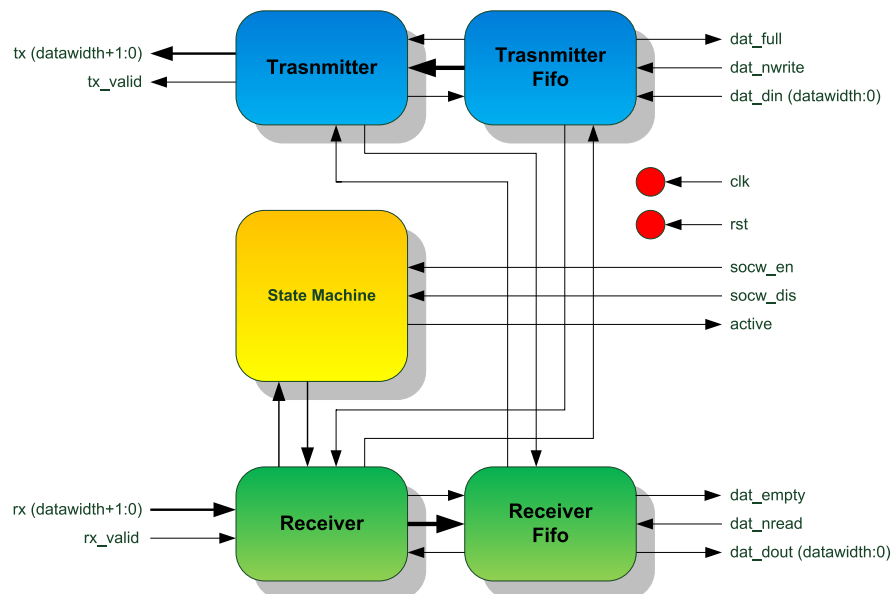 tx (datawidth+1:0)
tx_valid
Trasnmitter
Trasnmitter
Fifo
dat_full
dat_nwrite
dat_din (datawidth:0)
clk
rst
State Machine
socw_en
socw_dis
active
rx (datawidth+1:0)
rx_valid
Receiver
Receiver
Fifo
dat_empty
dat_nread
dat_dout (datawidth:0)